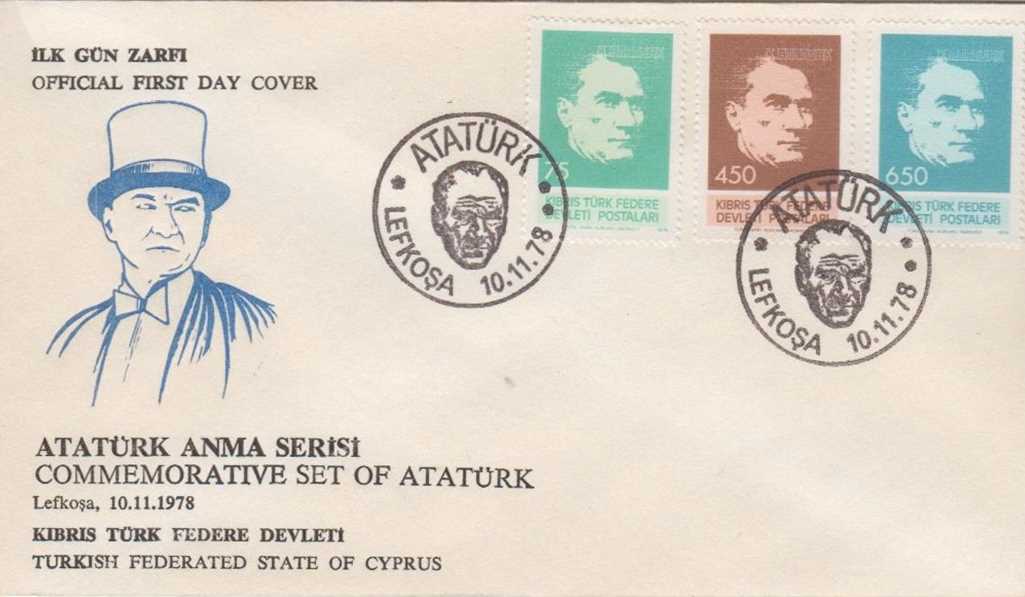 İLK GÜN ZARFI
OFFICIAL FIRST DAY COVER
75
KIBRIS TÜRK FEDERE
DEVLETİ POSTALARI
450
KIBRIS TÜRK FEDERE
DEVLETİ POSTALARI
650
KIBRIS TÜRK FEDERE
DEVLETİ POSTALARI
ATATÜRK
LEFKOŞA 10.11.78
ATATÜRK
LEFKOŞA 10.11.78
ATATÜRK ANMA SERİSİ
COMMEMORATIVE SET OF ATATÜRK
Lefkoşa, 10.11.1978
KIBRIS TÜRK FEDERE DEVLETİ
TURKISH FEDERATED STATE OF CYPRUS